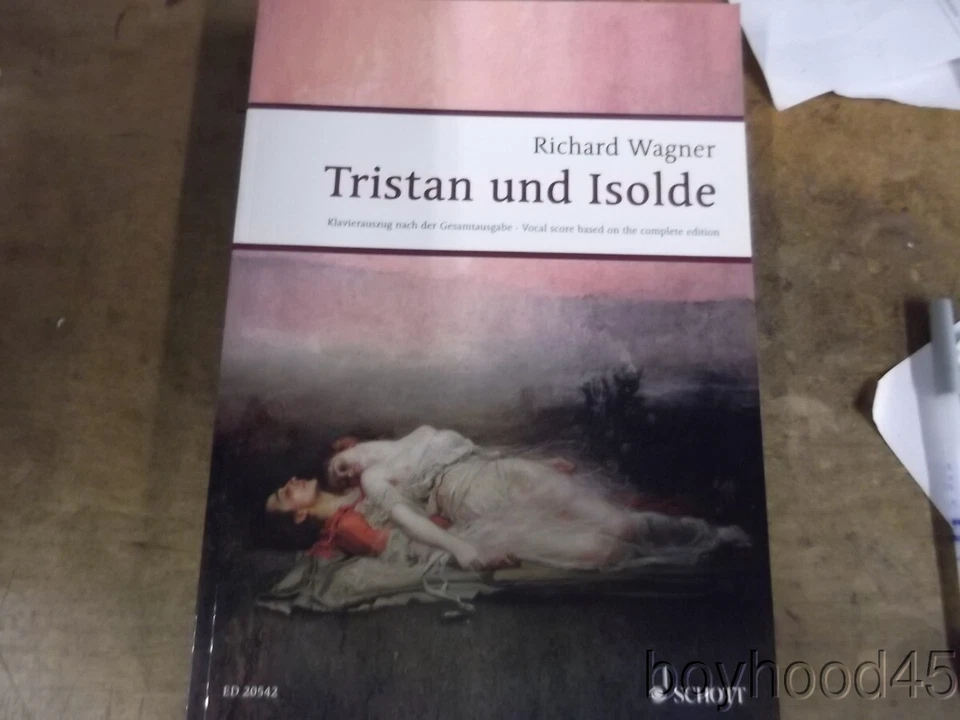 Richard Wagner
Tristan und Isolde
Klavierauszug nach der Gesamtausgabe · Vocal score based on the complete edition
ED 20542
SCHOTT
boyhood45